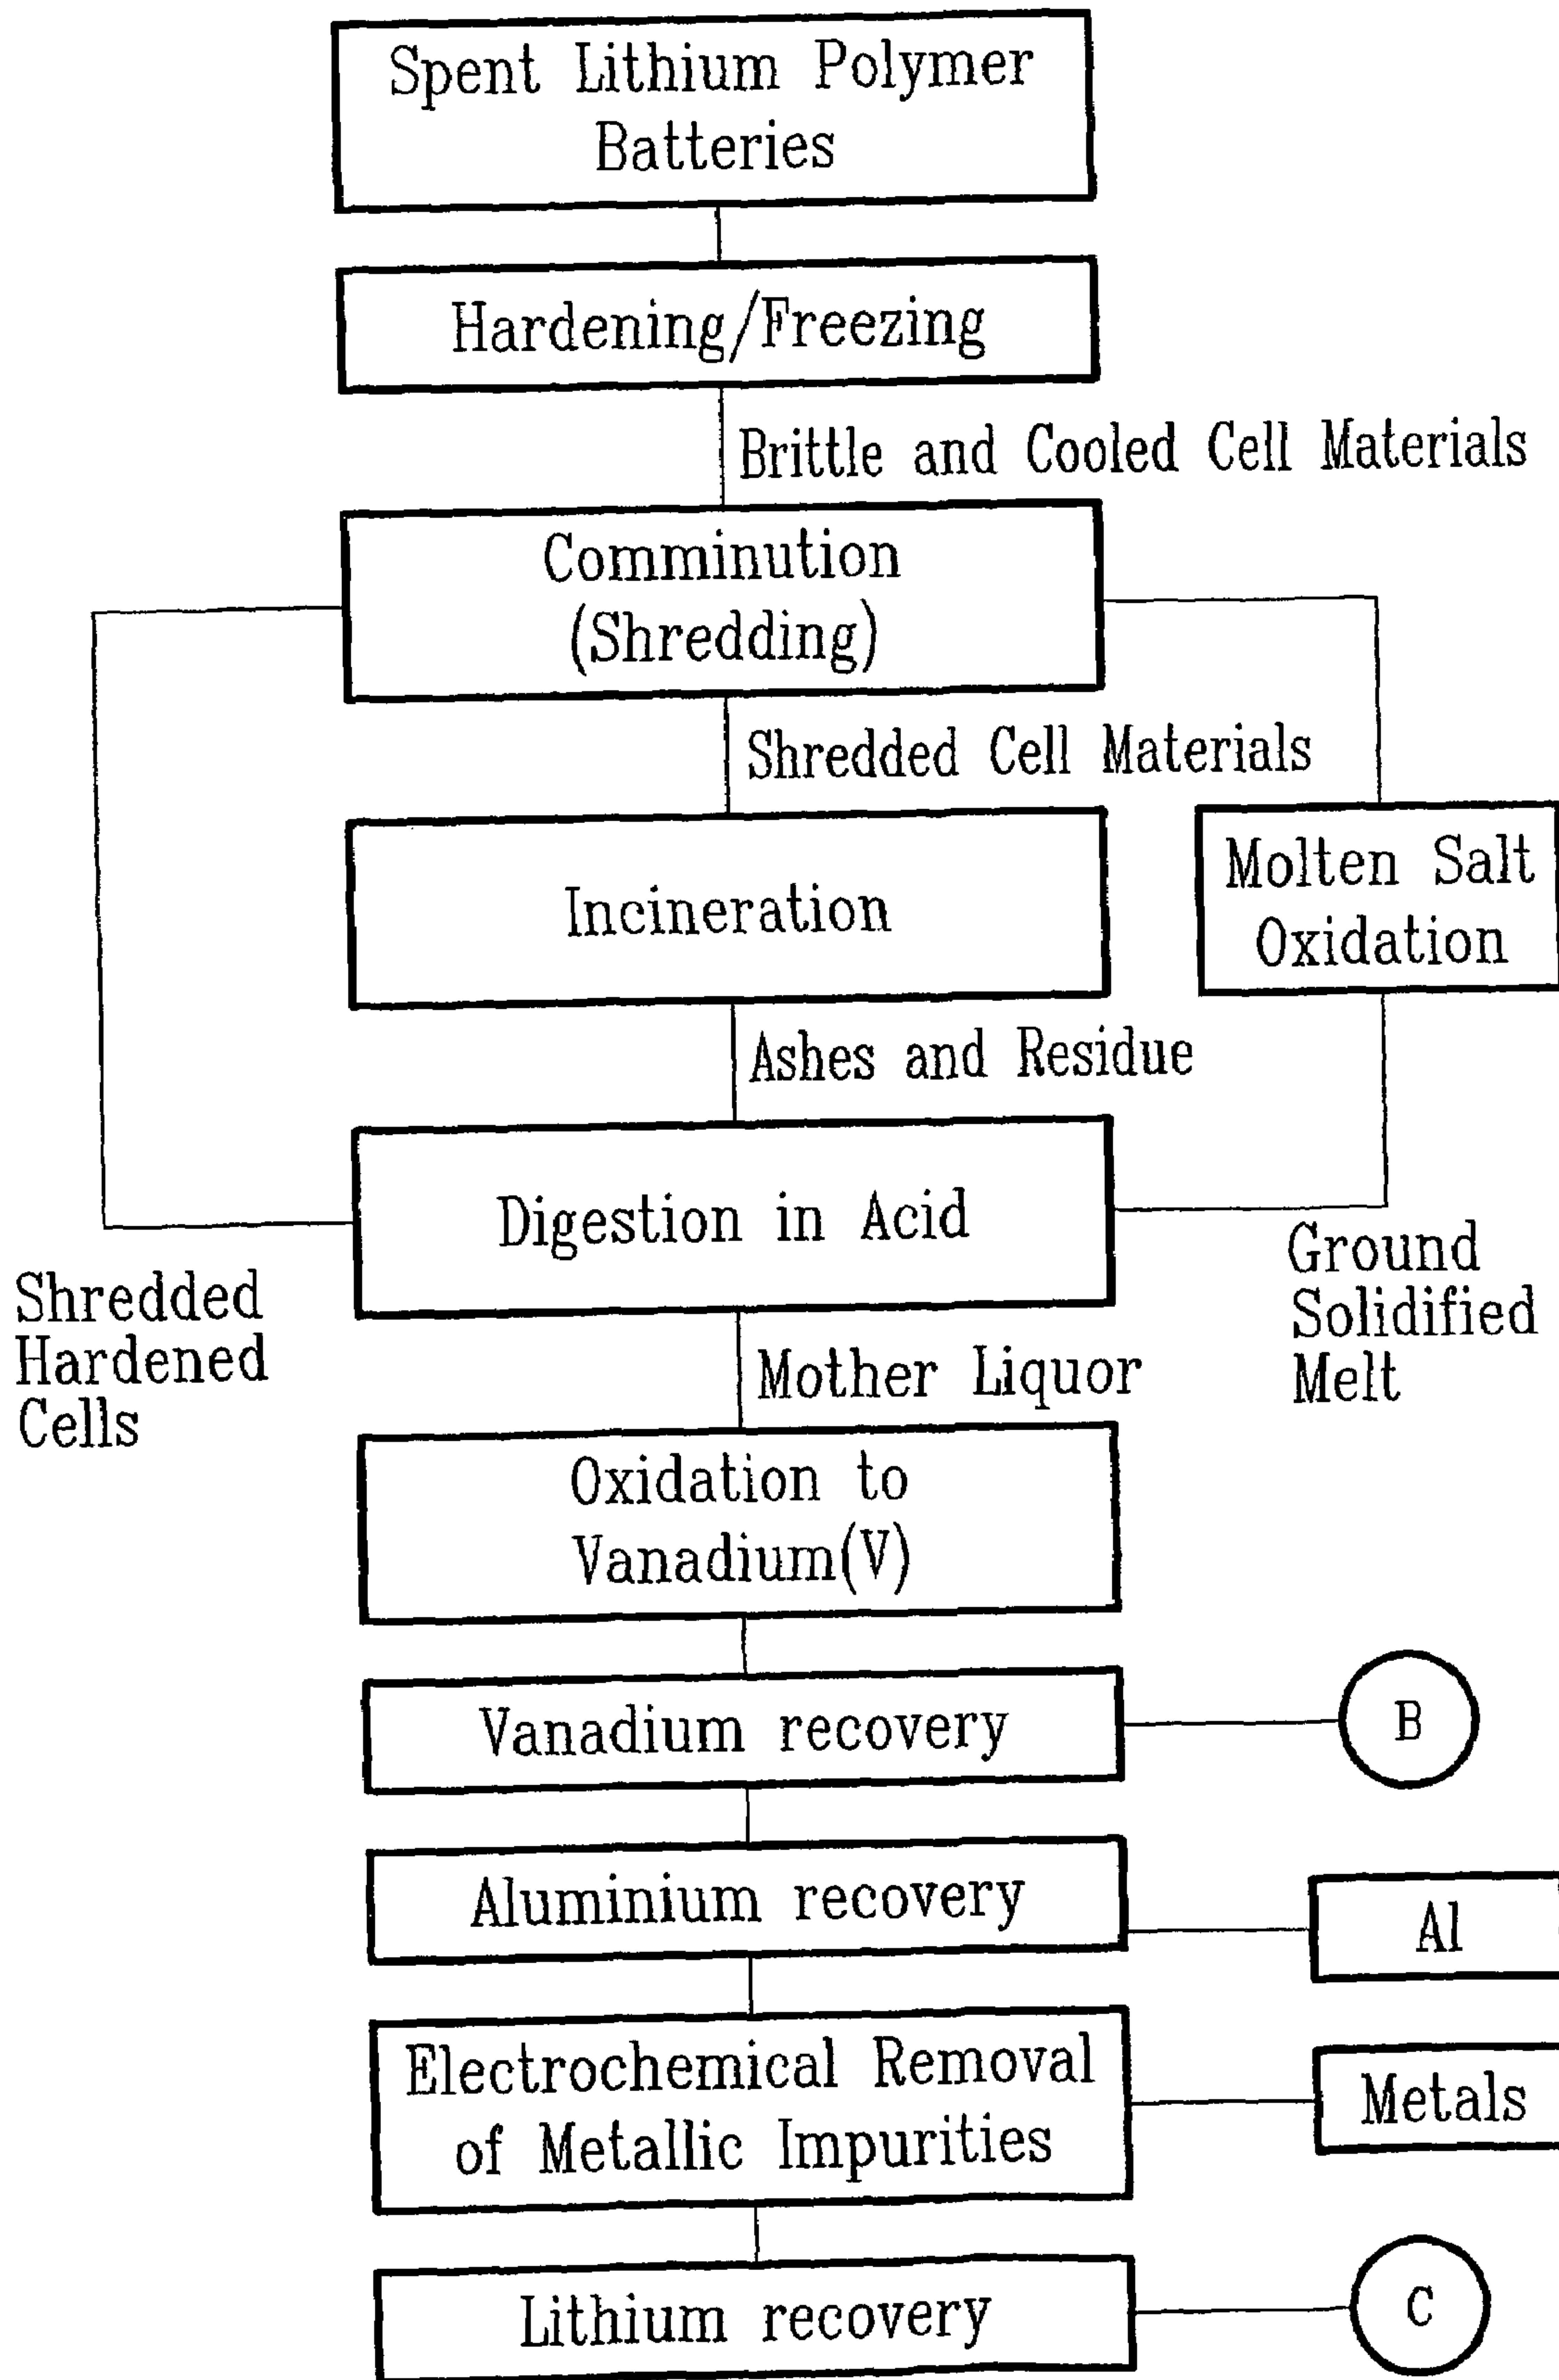 Spent Lithium Polymer
Batteries
Hardening/Freezing
Brittle and Cooled Cell Materials
Comminution
(Shredding)
Shredded Cell Materials
Incineration
Molten Salt
Oxidation
Ashes and Residue
Digestion in Acid
Shredded
Hardened
Cells
Ground
Solidified
Melt
Mother Liquor
Oxidation to
Vanadium(V)
Vanadium recovery
B
Aluminium recovery
Al
Electrochemical Removal
of Metallic Impurities
Metals
Lithium recovery
C